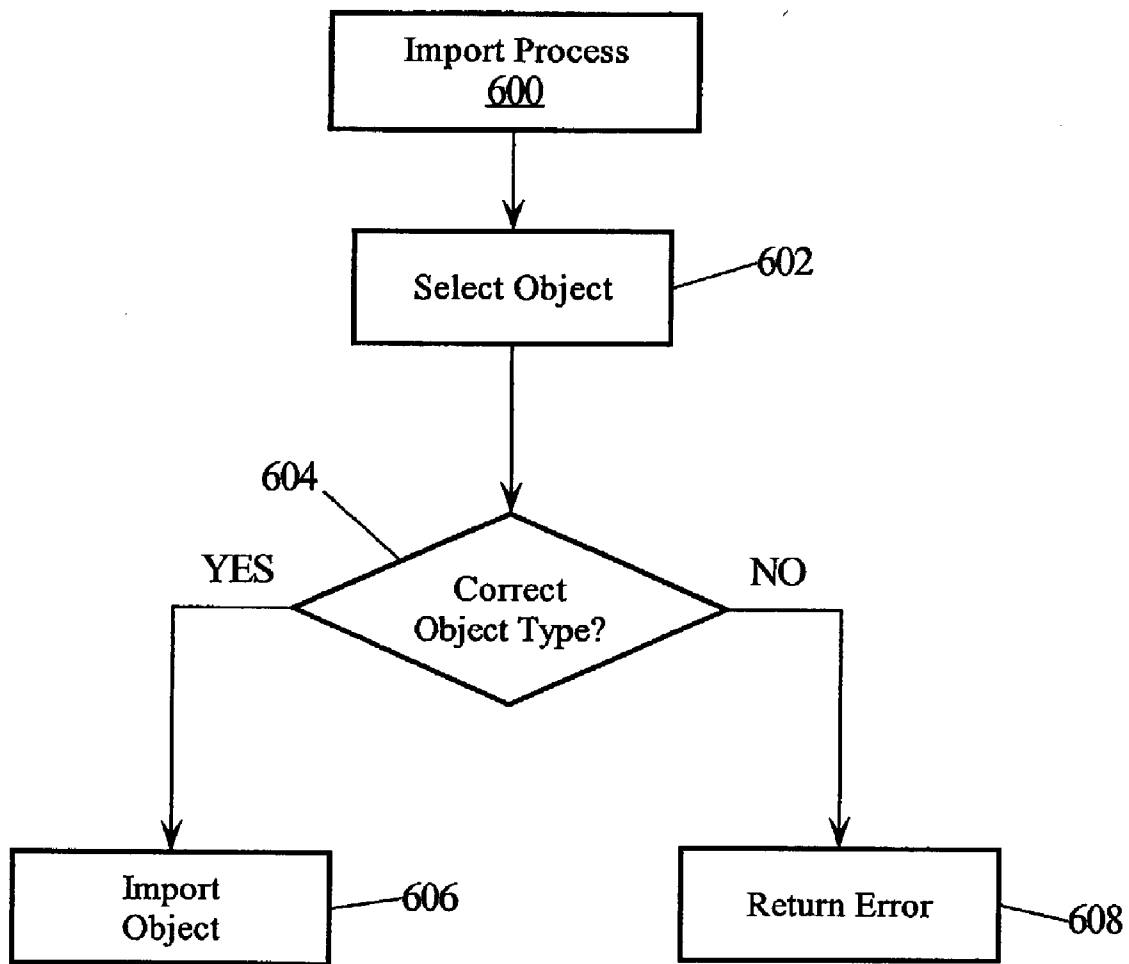 Import Process
600
Select Object
602
604
YES
NO
Correct
Object Type?
Import
Object
606
Return Error
608